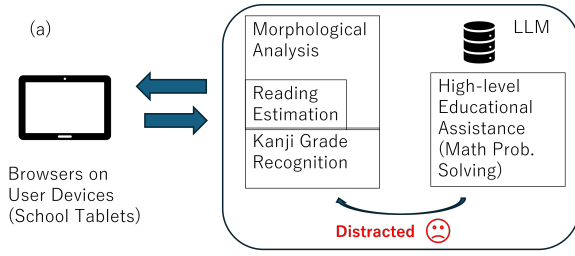 (a)
Browsers on
User Devices
(School Tablets)
Morphological
Analysis
Reading
Estimation
Kanji Grade
Recognition
LLM
High-level
Educational
Assistance
(Math Prob.
Solving)
Distracted